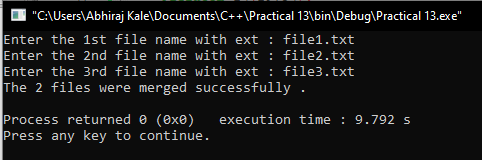 "C:\Users\Abhiraj Kale\Documents\C++\Practical 13\bin\Debug\Practical 13.exe"
Enter the 1st file name with ext : file1.txt
Enter the 2nd file name with ext : file2.txt
Enter the 3rd file name with ext : file3.txt
The 2 files were merged successfully .
Process returned 0 (0x0)   execution time : 9.792 s
Press any key to continue.